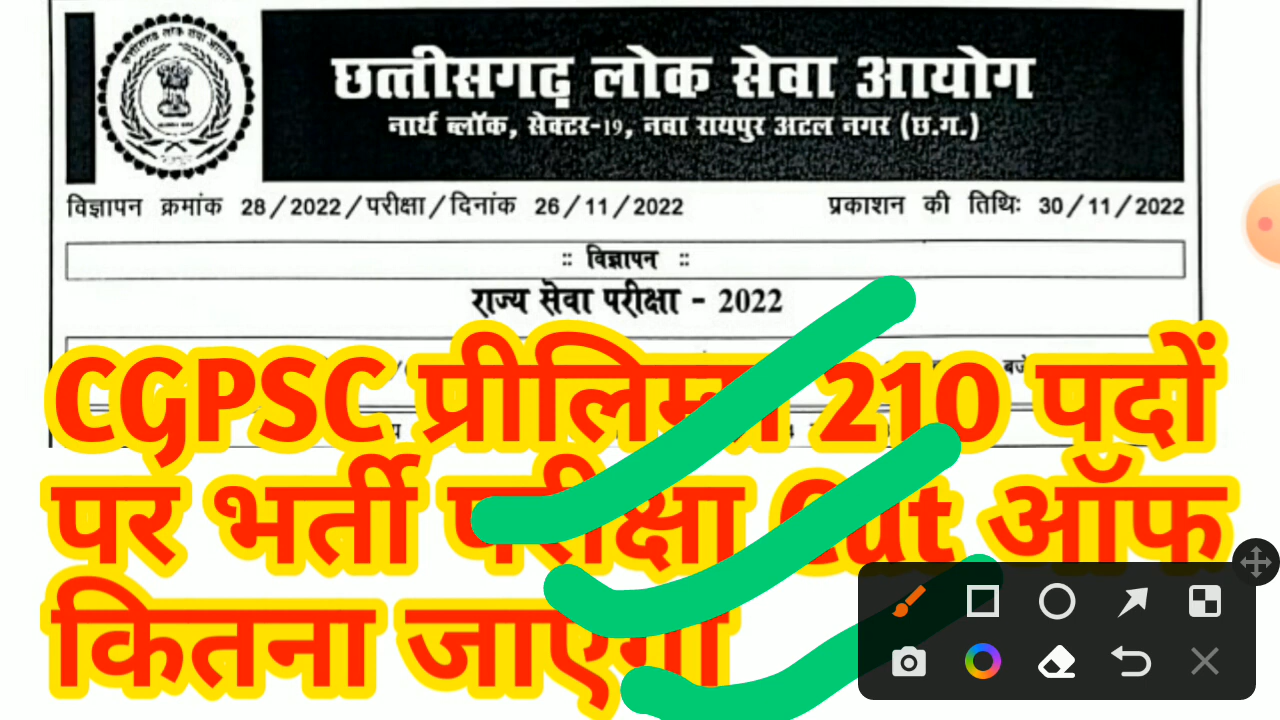 छत्तीसगढ़ लोक सेवा आयोग
नार्थ ब्लॉक, सेक्टर-19, नवा रायपुर अटल नगर (छ.ग.)
विज्ञापन क्रमांक 28/2022/परीक्षा/दिनांक 26/11/2022 प्रकाशन की तिथिः 30/11/2022
:: विज्ञापन ::
राज्य सेवा परीक्षा - 2022
CGPSC प्रीलिम्स 210 पदों
पर भर्ती परीक्षा Cut ऑफ
कितना जाएगा